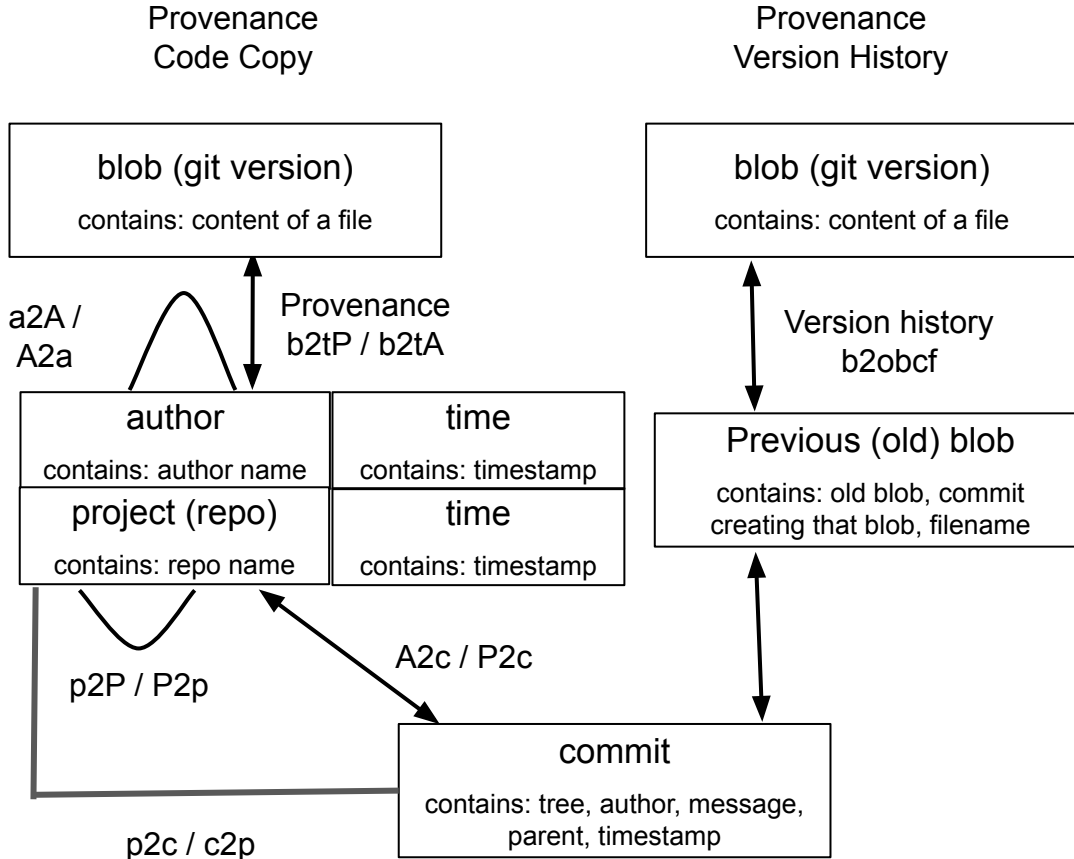 Provenance
Code Copy
Provenance
Version History
blob (git version)
contains: content of a file
blob (git version)
contains: content of a file
a2A /
A2a
Provenance
b2tP / b2tA
Version history
b2obcf
author
contains: author name
time
contains: timestamp
Previous (old) blob
contains: old blob, commit
creating that blob, filename
project (repo)
contains: repo name
time
contains: timestamp
p2P / P2p
A2c / P2c
commit
contains: tree, author, message,
parent, timestamp
p2c / c2p